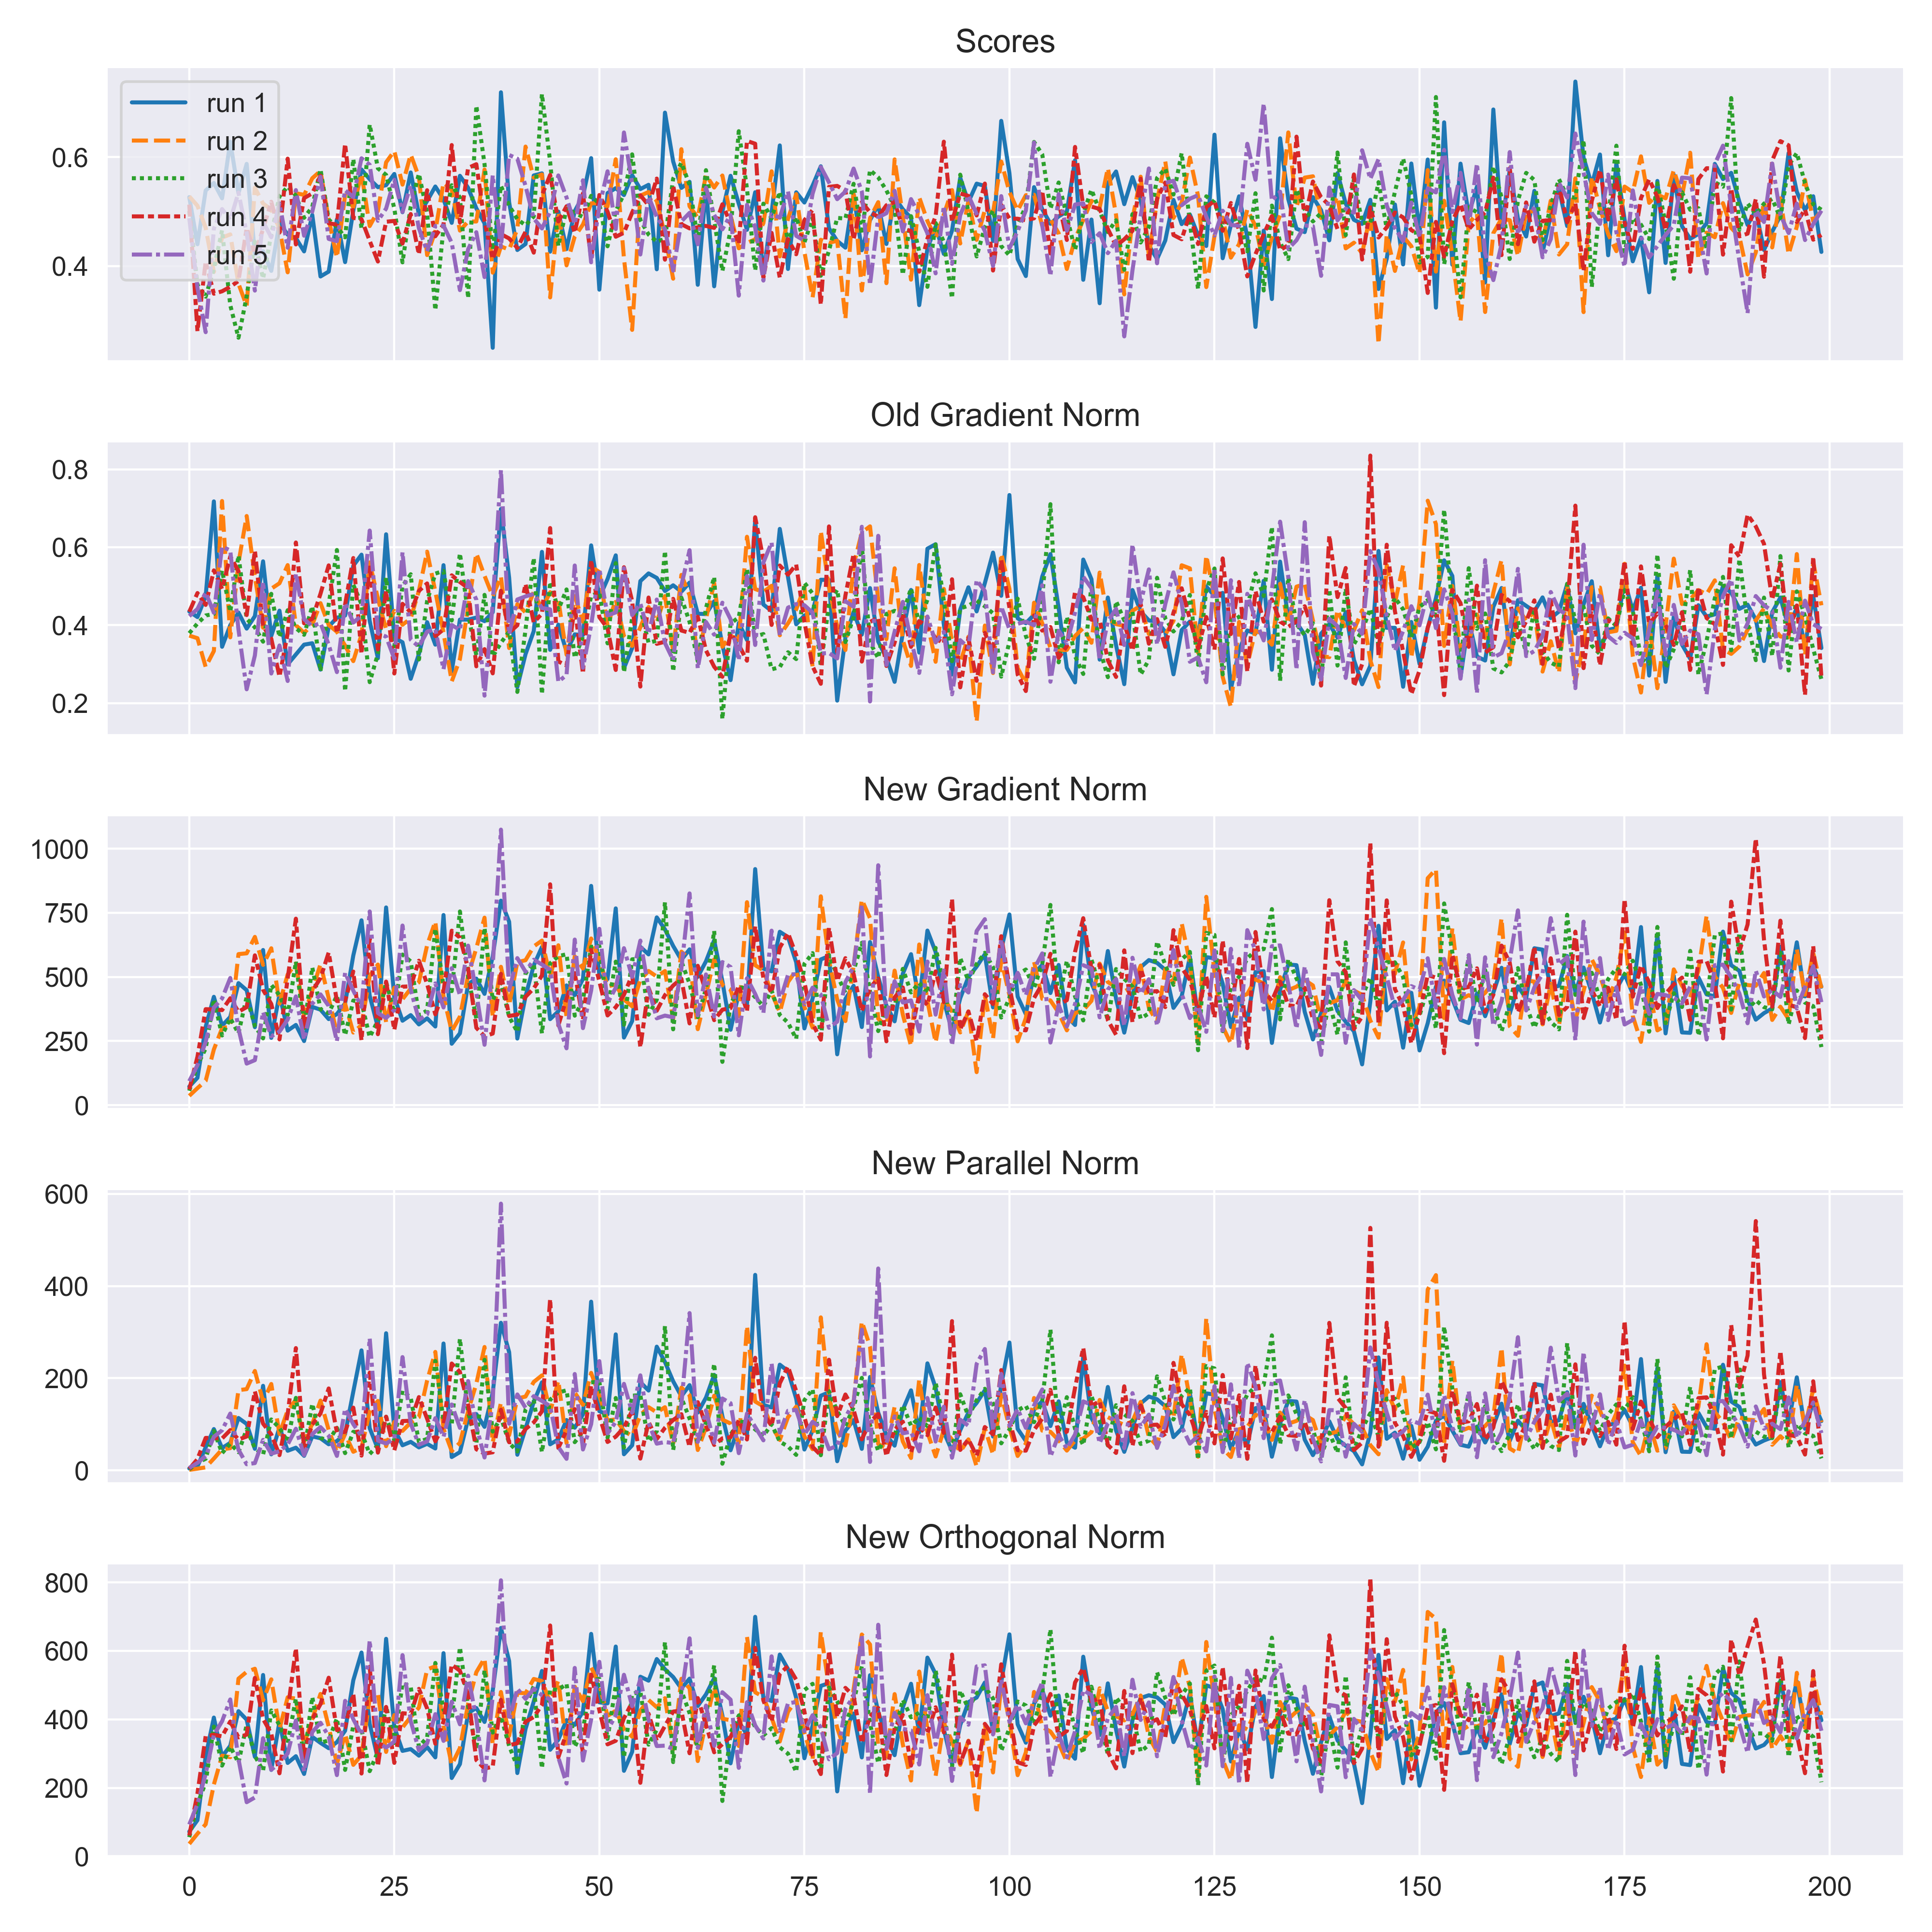 Scores
run 1
run 2
run 3
run 4
run 5
0.6
0.4
Old Gradient Norm
0.8
0.6
0.4
0.2
New Gradient Norm
1000
750
500
250
0
New Parallel Norm
600
400
200
0
New Orthogonal Norm
800
600
400
200
0
0 25 50 75 100 125 150 175 200